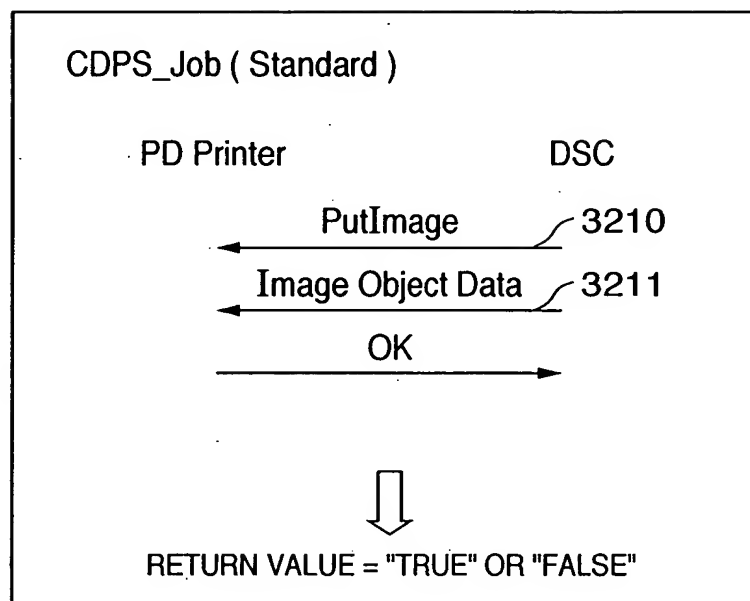 CDPS_Job ( Standard )
PD Printer DSC
PutImage 3210
Image Object Data 3211
OK
RETURN VALUE = "TRUE" OR "FALSE"